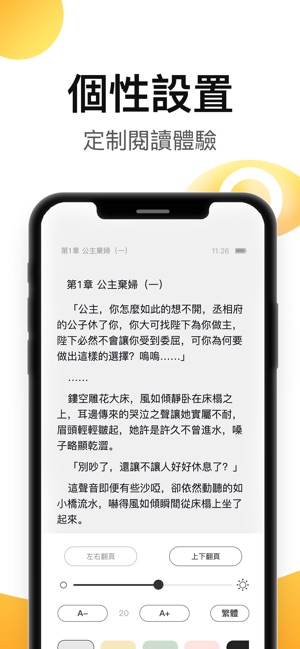 個性設置
定制閱讀體驗
第1章 公主棄婦（一） 11:26
第1章 公主棄婦（一）
「公主，你怎麼如此的想不開，丞相府
的公子休了你，你大可找陛下為你做主，
陛下必然不會讓你受到委屈，可你為何要
做出這樣的選擇？嗚嗚……」
……
鏤空雕花大床，風如傾靜卧在床榻之
上，耳邊傳來的哭泣之聲讓她實屬不耐，
眉頭輕輕皺起，她許是許久不曾進水，嗓
子略顯乾澀。
「別吵了，還讓不讓人好好休息了？」
這聲音即便有些沙啞，卻依然動聽的如
小橋流水，嚇得風如傾瞬間從床榻上坐了
起來。
左右翻頁 上下翻頁
A- 20 A+ 繁體